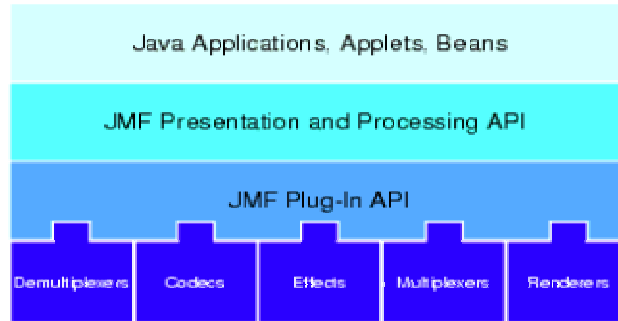 Java Applications, Applets, Beans
JMF Presentation and Processing API
JMF Plug-In API
Demultiplexers
Codecs
Effects
Multiplexers
Renderers